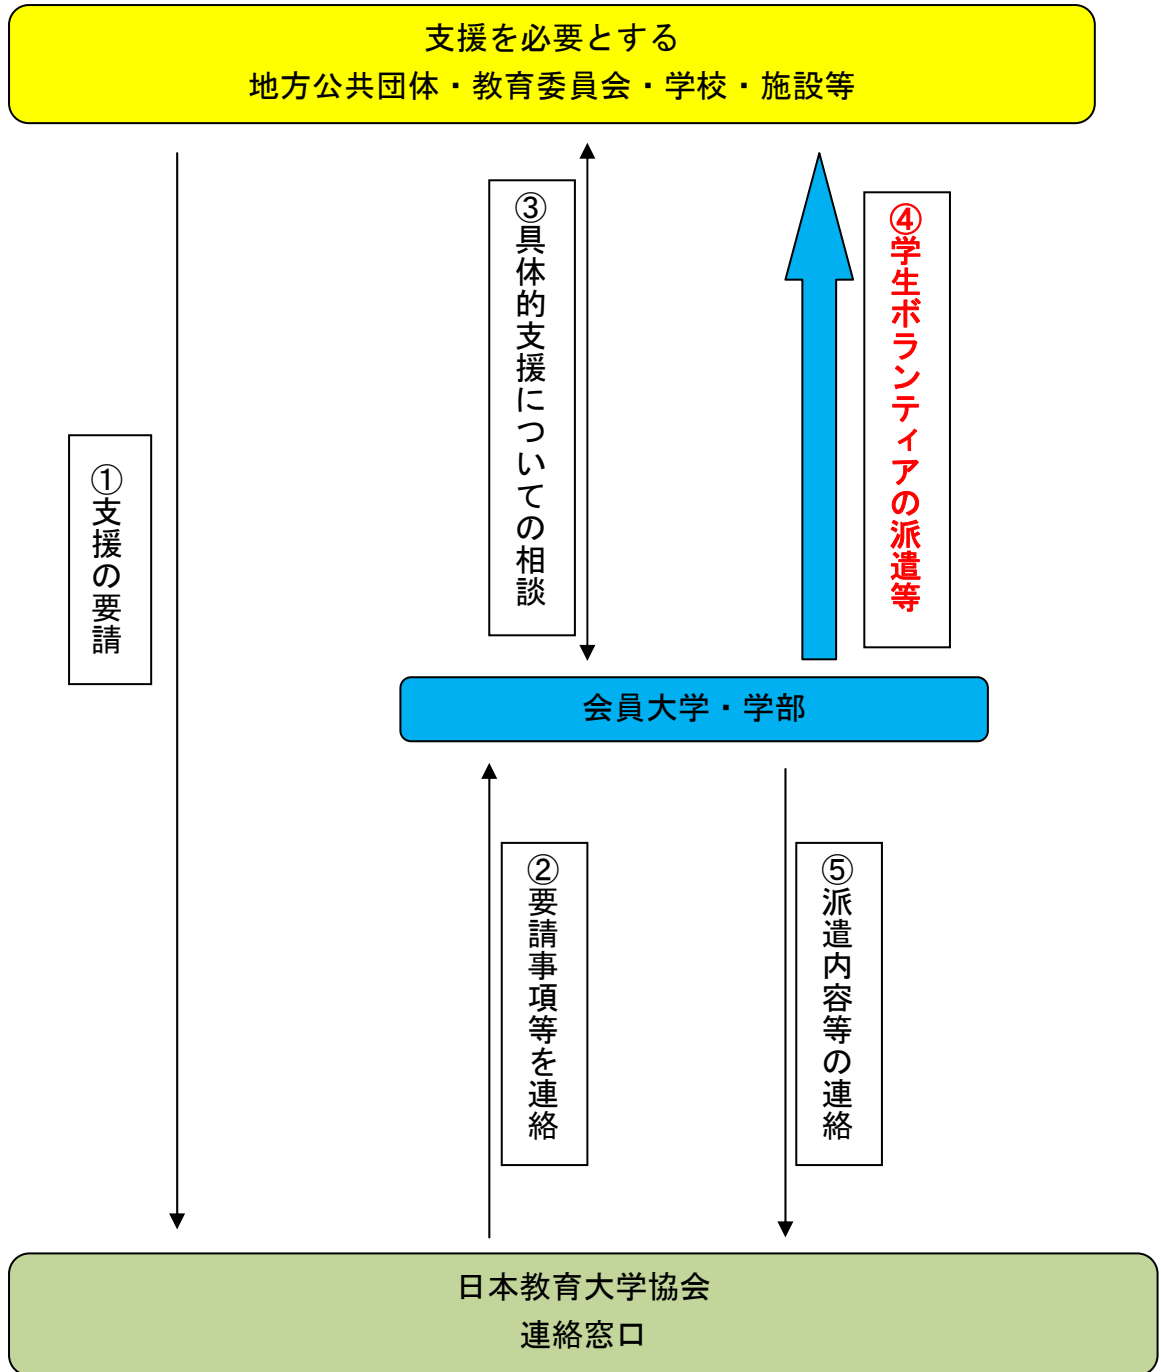 支援を必要とする
地方公共団体・教育委員会・学校・施設等
①支援の要請
③具体的支援についての相談
④学生ボランティアの派遣等
会員大学・学部
②要請事項等を連絡
⑤派遣内容等の連絡
日本教育大学協会
連絡窓口